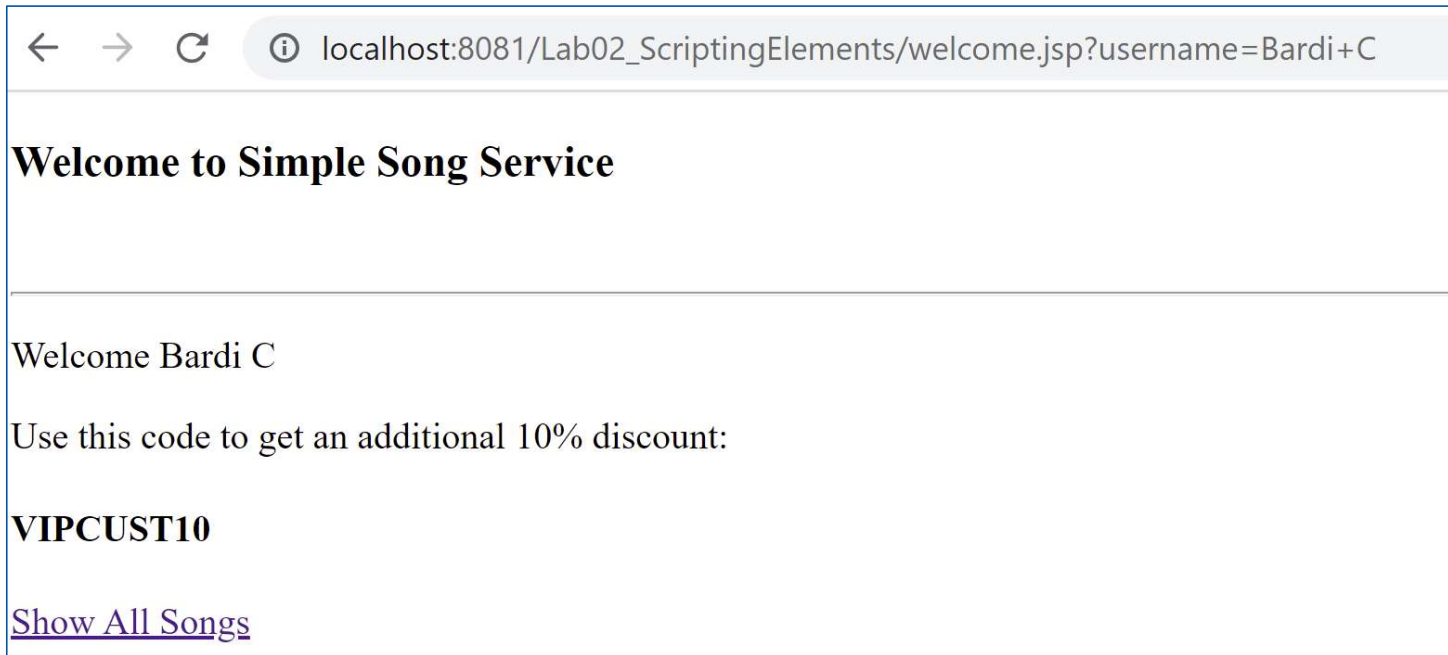 localhost:8081/Lab02_ScriptingElements/welcome.jsp?username=Bardi+C
Welcome to Simple Song Service
Welcome Bardi C
Use this code to get an additional 10% discount:
VIPCUST10
Show All Songs